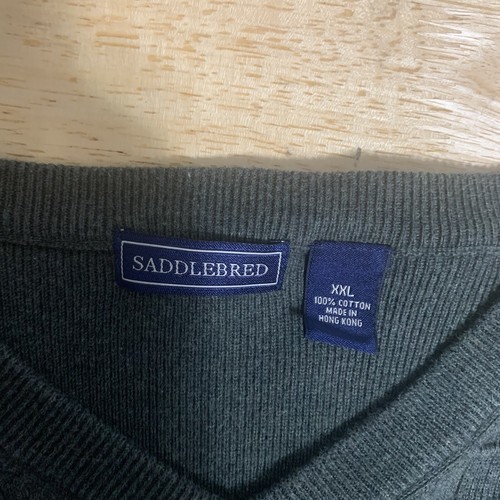 SADDLEBRED
XXL
100% COTTON
MADE IN
HONG KONG